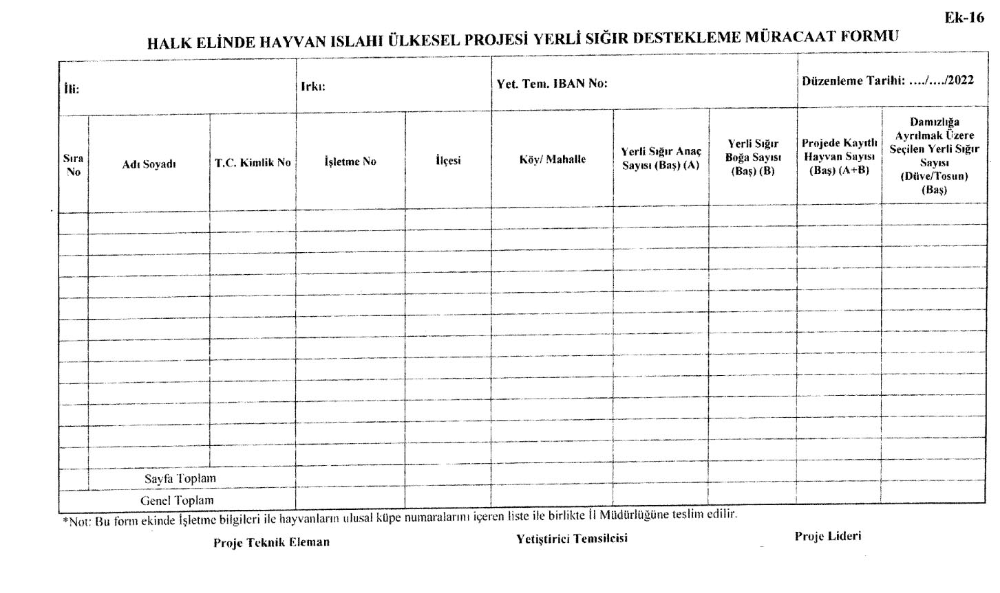 Ek-16
HALK ELİNDE HAYVAN ISLAHI ÜLKESEL PROJESİ YERLİ SIĞIR DESTEKLEME MÜRACAAT FORMU
İli:
Irkı:
Yet. Tem. IBAN No:
Düzenleme Tarihi: ..../..../2022
Sıra
No
Adı Soyadı
T.C. Kimlik No
İşletme No
İlçesi
Köy/ Mahalle
Yerli Sığır Anaç
Sayısı (Baş) (A)
Yerli Sığır
Boğa Sayısı
(Baş) (B)
Projede Kayıtlı
Hayvan Sayısı
(Baş) (A+B)
Damızlığa
Ayrılmak Üzere
Seçilen Yerli Sığır
Sayısı
(Düve/Tosun)
(Baş)
Sayfa Toplam
Genel Toplam
*Not: Bu form ekinde İşletme bilgileri ile hayvanların ulusal küpe numaralarını içeren liste ile birlikte İl Müdürlüğüne teslim edilir.
Proje Teknik Eleman
Yetiştirici Temsilcisi
Proje Lideri